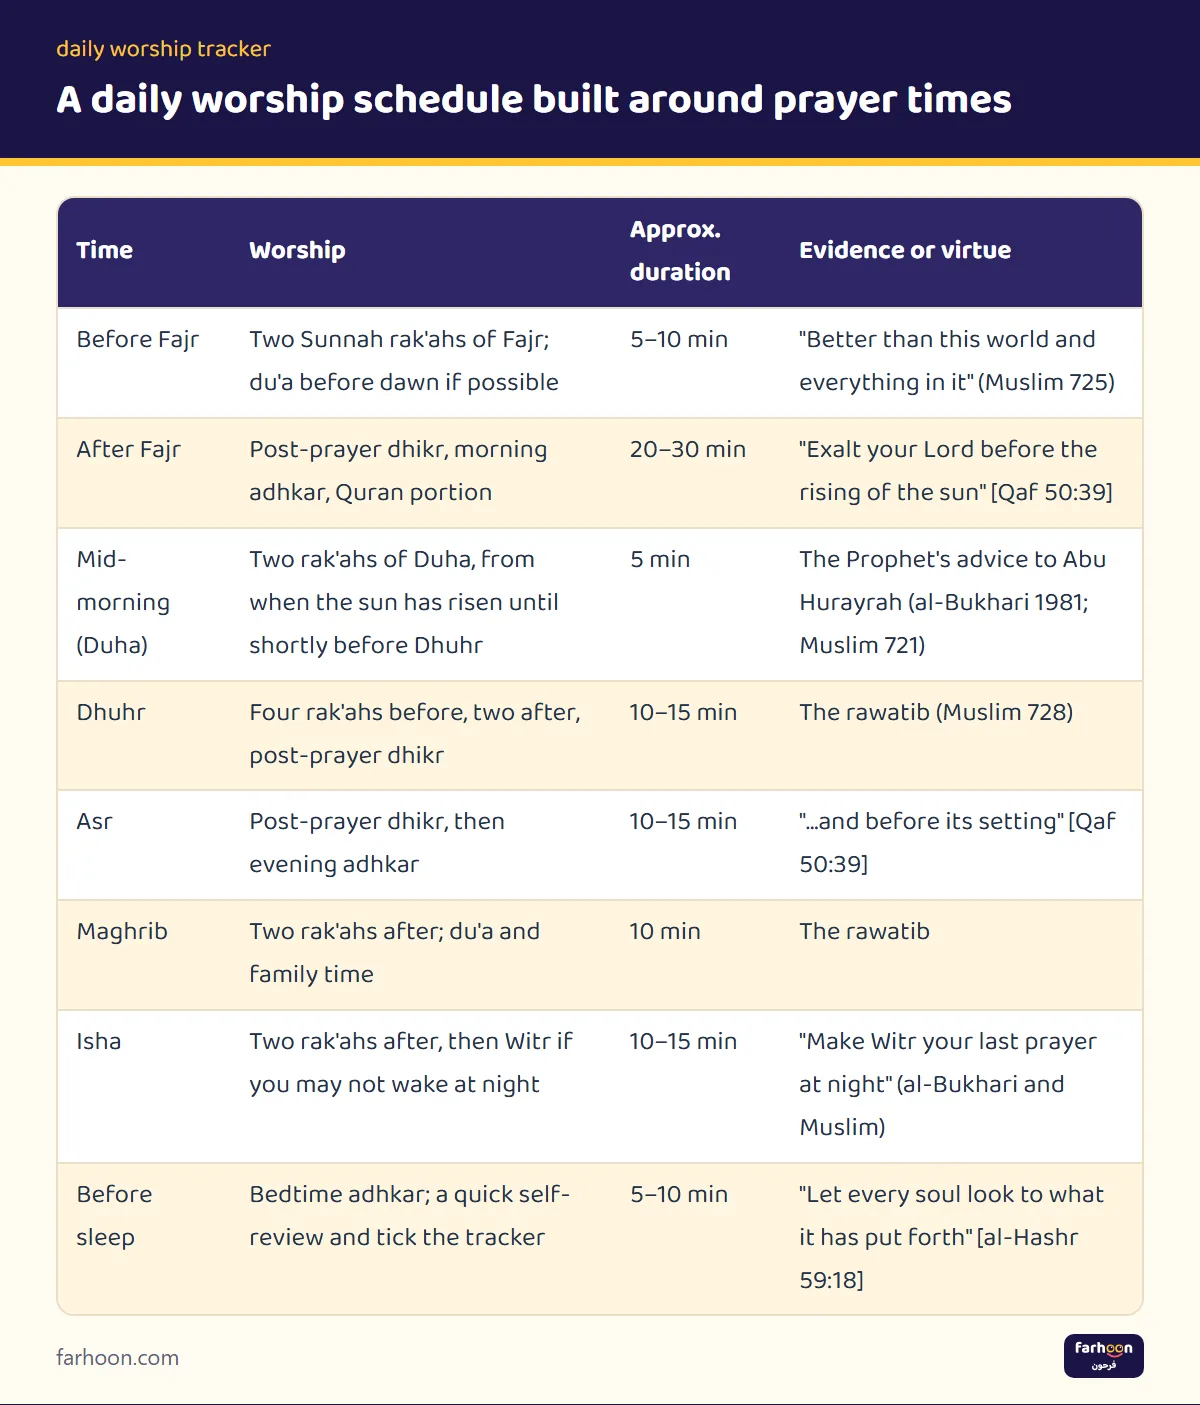 daily worship tracker
A daily worship schedule built around prayer times
Time
Worship
Approx.
duration
Evidence or virtue
Before Fajr
Two Sunnah rak'ahs of Fajr;
du'a before dawn if possible
5–10 min
"Better than this world and
everything in it" (Muslim 725)
After Fajr
Post-prayer dhikr, morning
adhkar, Quran portion
20–30 min
"Exalt your Lord before the
rising of the sun" [Qaf 50:39]
Mid-
morning
(Duha)
Two rak'ahs of Duha, from
when the sun has risen until
shortly before Dhuhr
5 min
The Prophet's advice to Abu
Hurayrah (al-Bukhari 1981;
Muslim 721)
Dhuhr
Four rak'ahs before, two after,
post-prayer dhikr
10–15 min
The rawatib (Muslim 728)
Asr
Post-prayer dhikr, then
evening adhkar
10–15 min
"...and before its setting" [Qaf
50:39]
Maghrib
Two rak'ahs after; du'a and
family time
10 min
The rawatib
Isha
Two rak'ahs after, then Witr if
you may not wake at night
10–15 min
"Make Witr your last prayer
at night" (al-Bukhari and
Muslim)
Before
sleep
Bedtime adhkar; a quick self-
review and tick the tracker
5–10 min
"Let every soul look to what
it has put forth" [al-Hashr
59:18]
farhoon.com
farhoon
فرحون